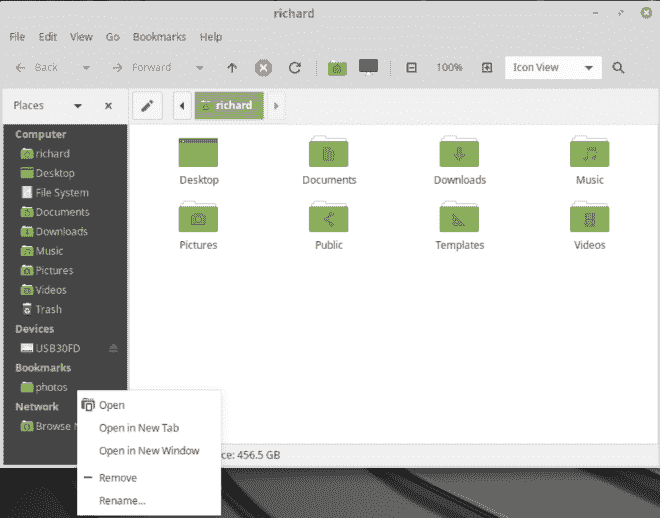 richard
File Edit View Go Bookmarks Help
Back Forward 100% Icon View
Places richard
Computer
richard
Desktop
File System
Documents
Downloads
Music
Pictures
Videos
Trash
Devices
USB30FD
Bookmarks
photos
Network
Browse
Desktop Documents Downloads Music
Pictures Public Templates Videos
Open
Open in New Tab
Open in New Window
Remove
Rename...
456.5 GB